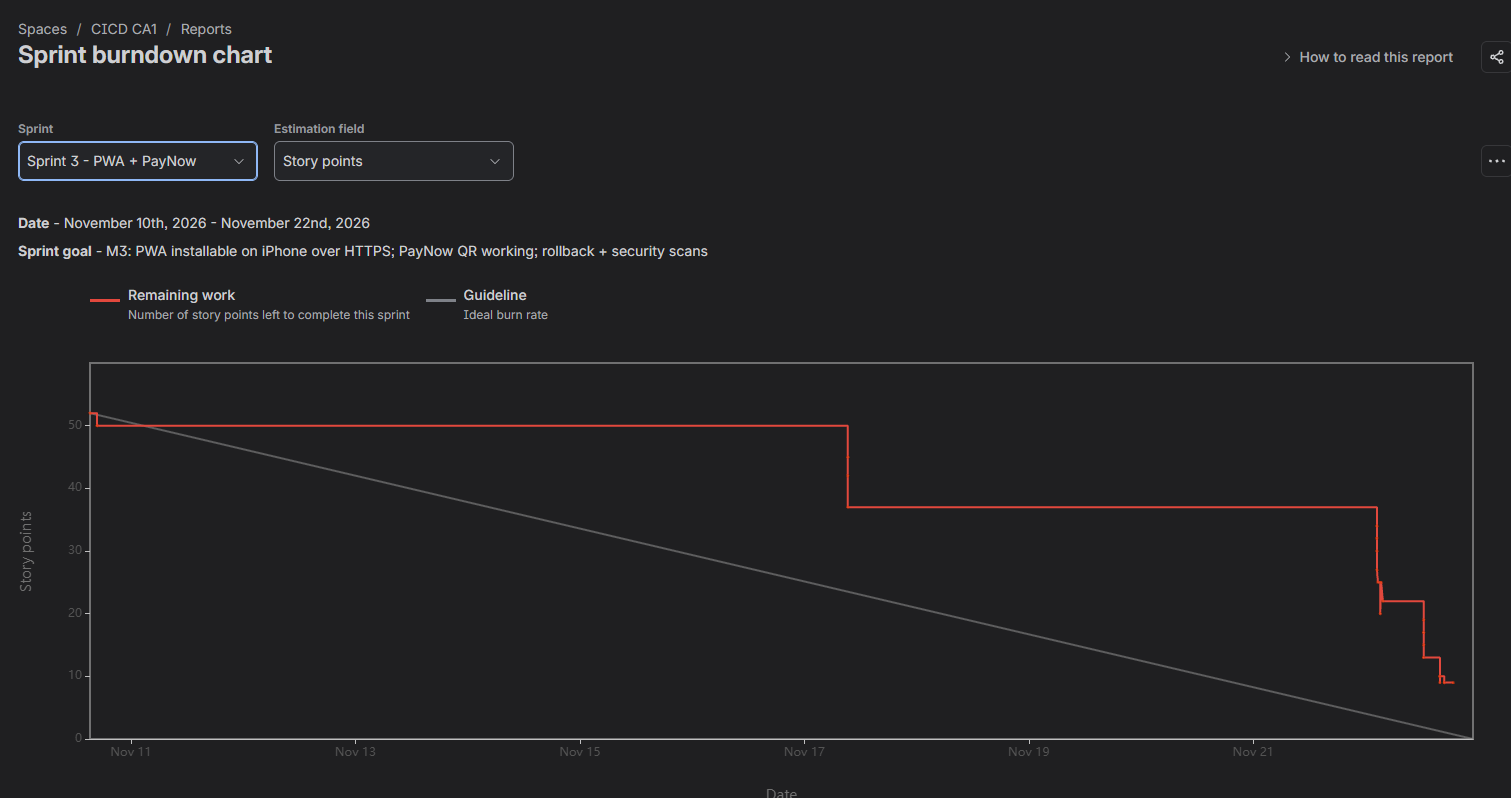 Spaces / CICD CA1 / Reports
Sprint burndown chart
How to read this report
Sprint
Estimation field
Sprint 3 - PWA + PayNow
Story points
Date - November 10th, 2026 - November 22nd, 2026
Sprint goal - M3: PWA installable on iPhone over HTTPS; PayNow QR working; rollback + security scans
Remaining work
Number of story points left to complete this sprint
Guideline
Ideal burn rate
Story points
50
40
30
20
10
0
Nov 11
Nov 13
Nov 15
Nov 17
Nov 19
Nov 21
Date